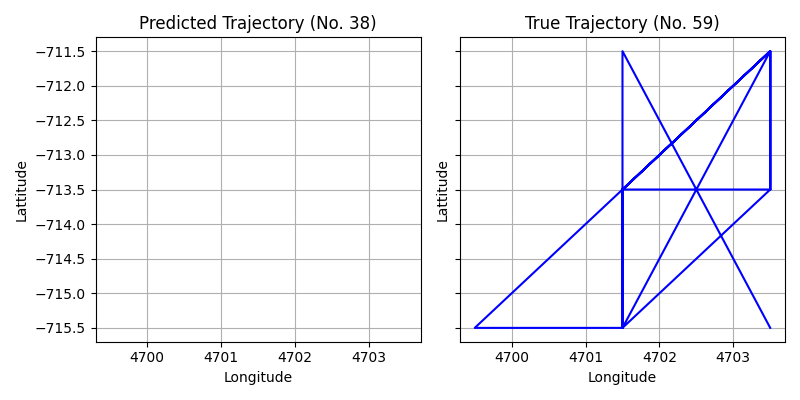 Predicted Trajectory (No. 38)
Lattitude
−711.5
−712.0
−712.5
−713.0
−713.5
−714.0
−714.5
−715.0
−715.5
4700 4701 4702 4703
Longitude
True Trajectory (No. 59)
Lattitude
4700 4701 4702 4703
Longitude